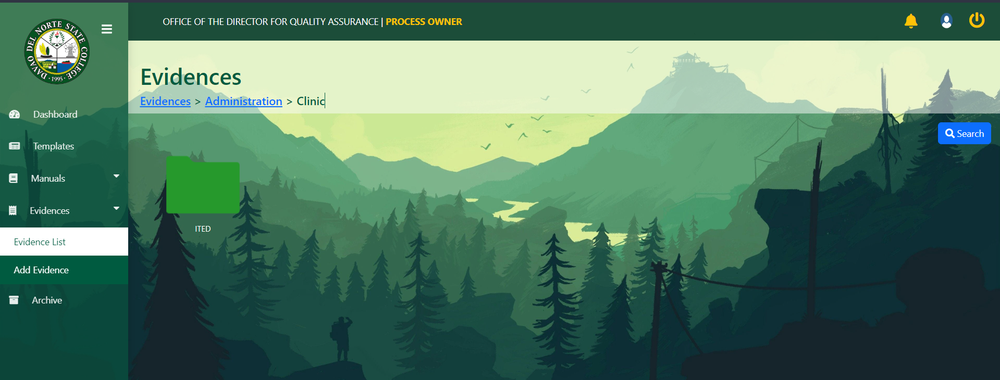 DAVAO DEL NORTE STATE COLLEGE
· 1995 ·
OFFICE OF THE DIRECTOR FOR QUALITY ASSURANCE | PROCESS OWNER
Evidences
Evidences > Administration > Clinic
Dashboard
Templates
Manuals
Evidences
Evidence List
Add Evidence
Archive
Search
ITED